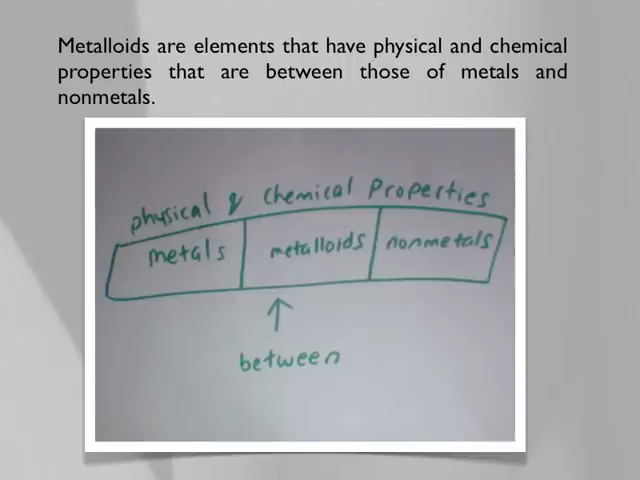 Metalloids are elements that have physical and chemical
properties that are between those of metals and
nonmetals.
physical & chemical properties
metals metalloids nonmetals
between